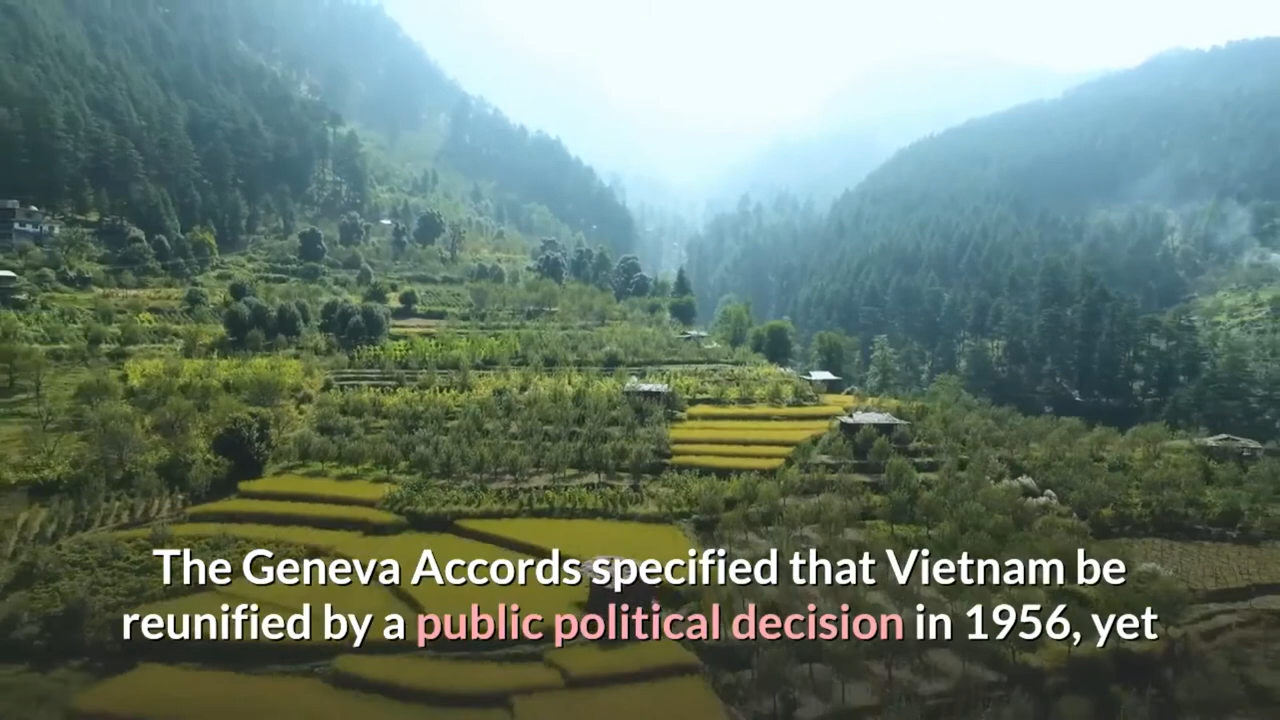 The Geneva Accords specified that Vietnam be
reunified by a public political decision in 1956, yet